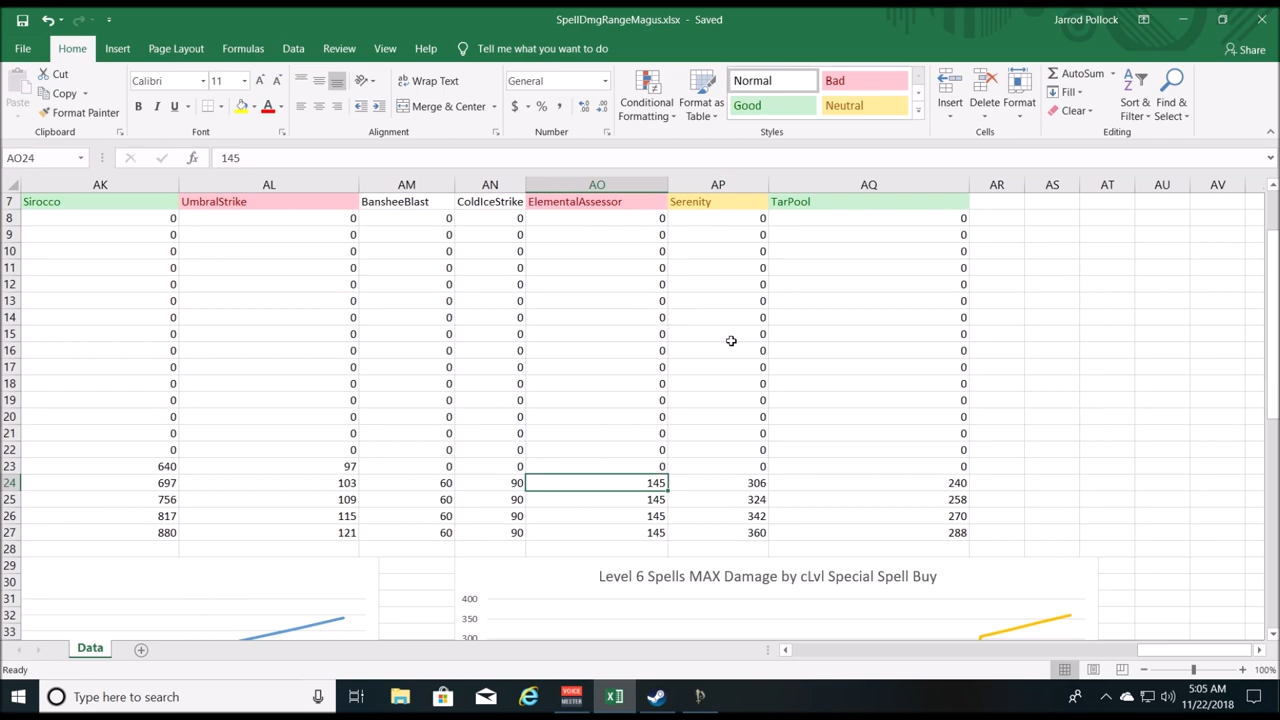 SpellDmgRangeMagus.xlsx - Saved
Jarrod Pollock
File Home Insert Page Layout Formulas Data Review View Help Tell me what you want to do Share
Paste
Cut
Copy
Format Painter
Clipboard
Calibri 11 A A
B I U A
Font
Wrap Text
Merge & Center
Alignment
General
$ % ,
Number
Conditional Formatting
Format as Table
Normal Bad
Good Neutral
Styles
Insert Delete Format
Cells
AutoSum
Fill
Clear
Sort & Filter
Find & Select
Editing
AO24 fx 145
AK AL AM AN AO AP AQ AR AS AT AU AV
7 Sirocco UmbralStrike BansheeBlast ColdIceStrike ElementalAssessor Serenity TarPool
8 0 0 0 0 0 0 0
9 0 0 0 0 0 0 0
10 0 0 0 0 0 0 0
11 0 0 0 0 0 0 0
12 0 0 0 0 0 0 0
13 0 0 0 0 0 0 0
14 0 0 0 0 0 0 0
15 0 0 0 0 0 0 0
16 0 0 0 0 0 0 0
17 0 0 0 0 0 0 0
18 0 0 0 0 0 0 0
19 0 0 0 0 0 0 0
20 0 0 0 0 0 0 0
21 0 0 0 0 0 0 0
22 0 0 0 0 0 0 0
23 640 97 0 0 0 0 0
24 697 103 60 90 145 306 240
25 756 109 60 90 145 324 258
26 817 115 60 90 145 342 270
27 880 121 60 90 145 360 288
28
29
30 Level 6 Spells MAX Damage by cLvl Special Spell Buy
31 400
32 350
33 300
Data
Ready
100%
Type here to search
VOICE MEETER
5:05 AM
11/22/2018